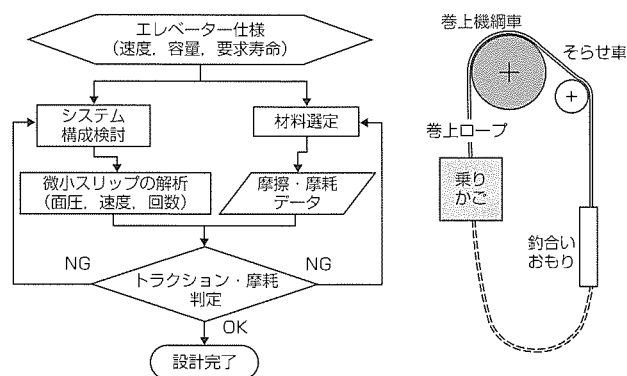 エレベーター仕様
(速度，容量，要求寿命)
システム
構成検討
材料選定
微小スリップの解析
(面圧，速度，回数)
摩擦・摩耗
データ
NG
NG
トラクション・摩耗
判定
OK
設計完了
巻上機綱車
そらせ車
巻上ロープ
乗り
かご
釣合い
おもり